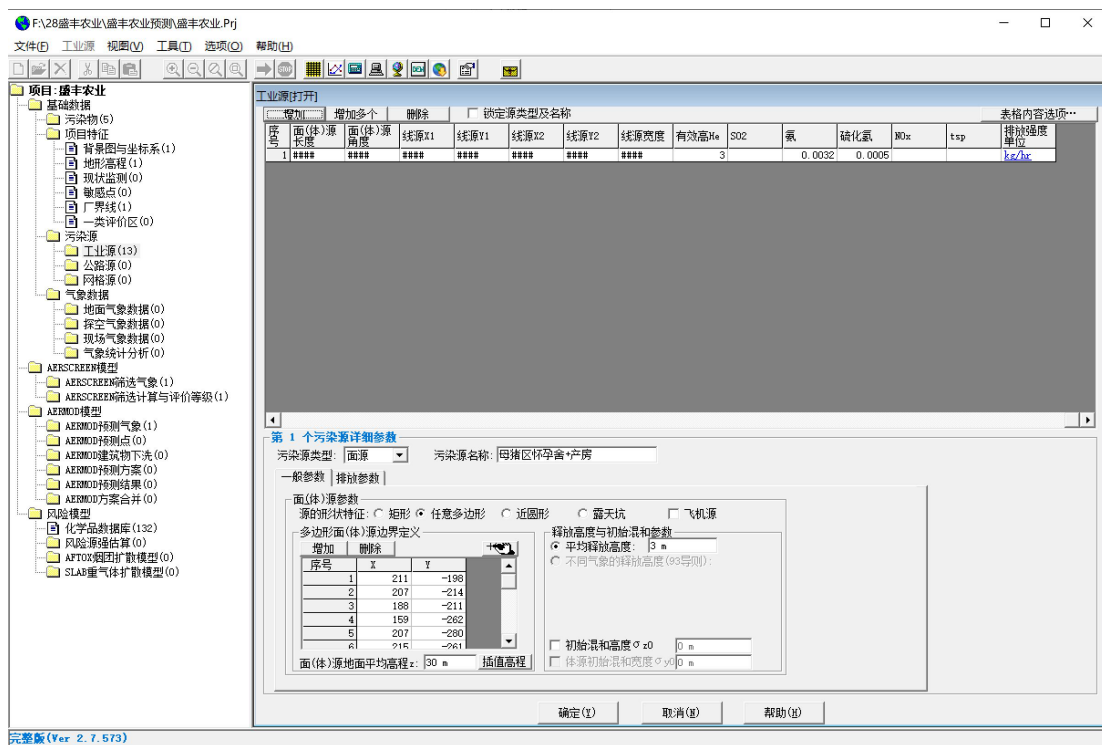 F:\28盛丰农业\盛丰农业预测\盛丰农业.Prj
文件(F) 工业源 视图(V) 工具(T) 选项(O) 帮助(H)
项目:盛丰农业
基础数据
污染物(5)
项目特征
背景图与坐标系(1)
地形高程(1)
现状监测(0)
敏感点(0)
厂界线(1)
一类评价区(0)
污染源
工业源(13)
公路源(0)
网格源(0)
气象数据
地面气象数据(0)
探空气象数据(0)
现场气象数据(0)
气象统计分析(0)
AERSCREEN模型
AERSCREEN筛选气象(1)
AERSCREEN筛选计算与评价等级(1)
AERMOD模型
AERMOD预测气象(1)
AERMOD预测点(0)
AERMOD建筑物下洗(0)
AERMOD预测方案(0)
AERMOD预测结果(0)
AERMOD方案合并(0)
风险模型
化学品数据库(132)
风险源强估算(0)
AFTOX烟团扩散模型(0)
SLAB重气体扩散模型(0)
工业源[打开]
增加 增加多个 删除 锁定源类型及名称 表格内容选项…
序号 面(体)源长度 面(体)源角度 线源X1 线源Y1 线源X2 线源Y2 线源宽度 有效高He SO2 氨 硫化氢 NOx tsp 排放强度单位
1 #### #### #### #### #### #### #### 3 0.0032 0.0005 kg/hr
第 1 个污染源详细参数
污染源类型: 面源 污染源名称: 母猪区怀孕舍+产房
一般参数 排放参数
面(体)源参数
源的形状特征: 矩形 任意多边形 近圆形 露天坑 飞机源
多边形面(体)源边界定义
增加 删除
序号 X Y
1 211 -198
2 207 -214
3 188 -211
4 159 -262
5 207 -280
6 215 -261
面(体)源地面平均高程z: 30 m 插值高程
释放高度与初始混和参数
平均释放高度: 3 m
不同气象的释放高度(93导则):
初始混和高度σz0 0 m
体源初始混和宽度σy0 0 m
确定(Y) 取消(N) 帮助(H)
完整版(Ver 2.7.573)